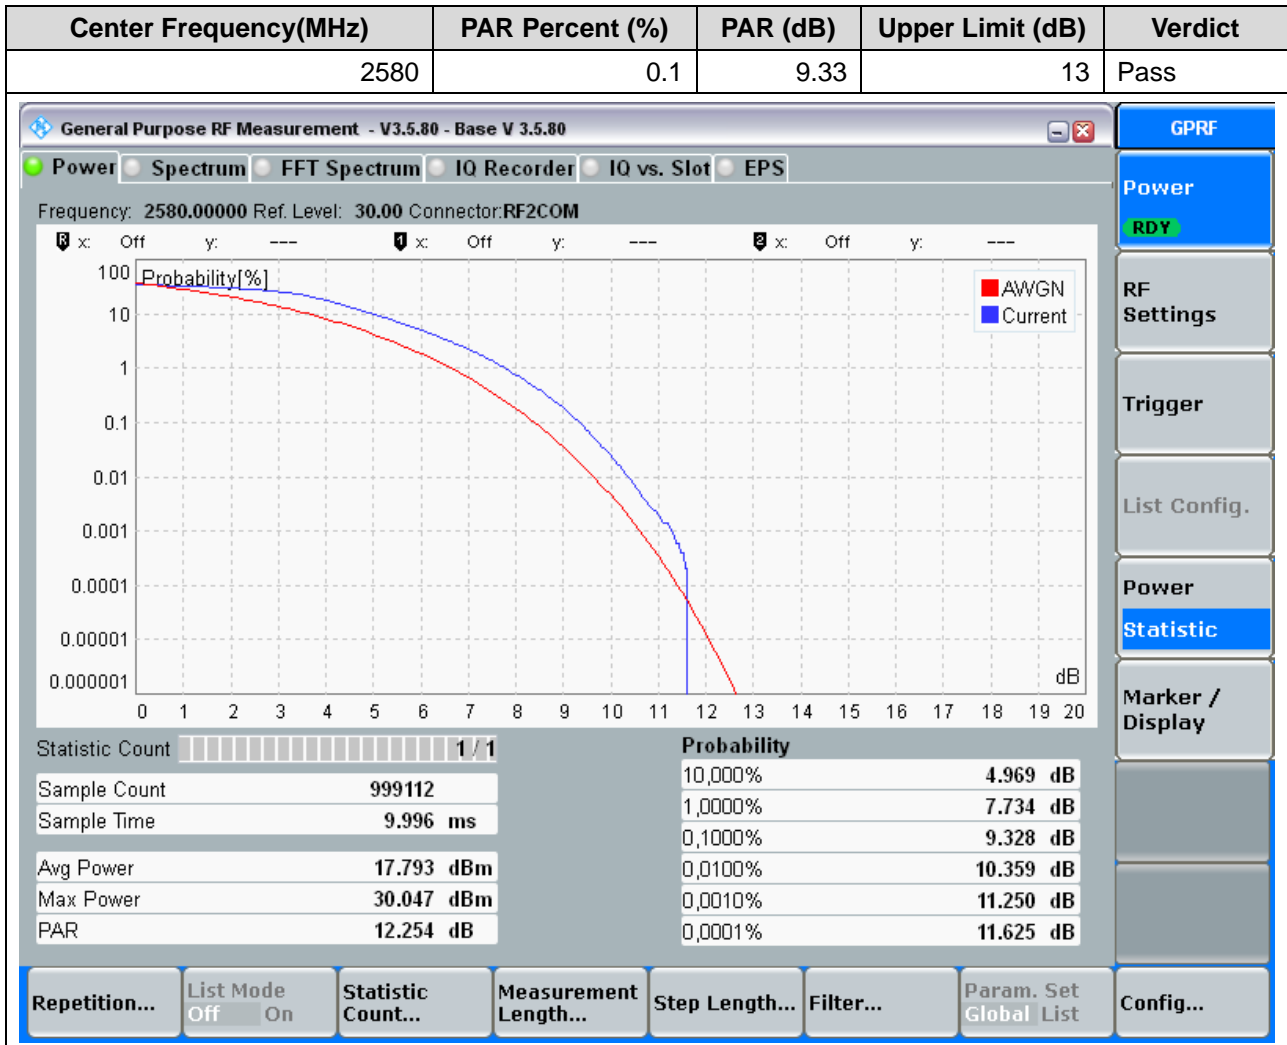 Center Frequency(MHz) PAR Percent (%) PAR (dB) Upper Limit (dB) Verdict
2580 0.1 9.33 13 Pass
General Purpose RF Measurement - V3.5.80 - Base V 3.5.80
GPRF
Power Spectrum FFT Spectrum IQ Recorder IQ vs. Slot EPS
Power
RDY
Frequency: 2580.00000 Ref. Level: 30.00 Connector:RF2COM
R x: Off y: --- 1 x: Off y: --- 2 x: Off y: ---
100 Probability[%]
AWGN
Current
10
1
0.1
0.01
0.001
0.0001
0.00001
0.000001
dB
0 1 2 3 4 5 6 7 8 9 10 11 12 13 14 15 16 17 18 19 20
RF
Settings
Trigger
List Config.
Power
Statistic
Marker /
Display
Statistic Count 1 / 1
Sample Count 999112
Sample Time 9.996 ms
Avg Power 17.793 dBm
Max Power 30.047 dBm
PAR 12.254 dB
Probability
10,000% 4.969 dB
1,0000% 7.734 dB
0,1000% 9.328 dB
0,0100% 10.359 dB
0,0010% 11.250 dB
0,0001% 11.625 dB
Repetition...
List Mode
Off On
Statistic
Count...
Measurement
Length...
Step Length...
Filter...
Param. Set
Global List
Config...